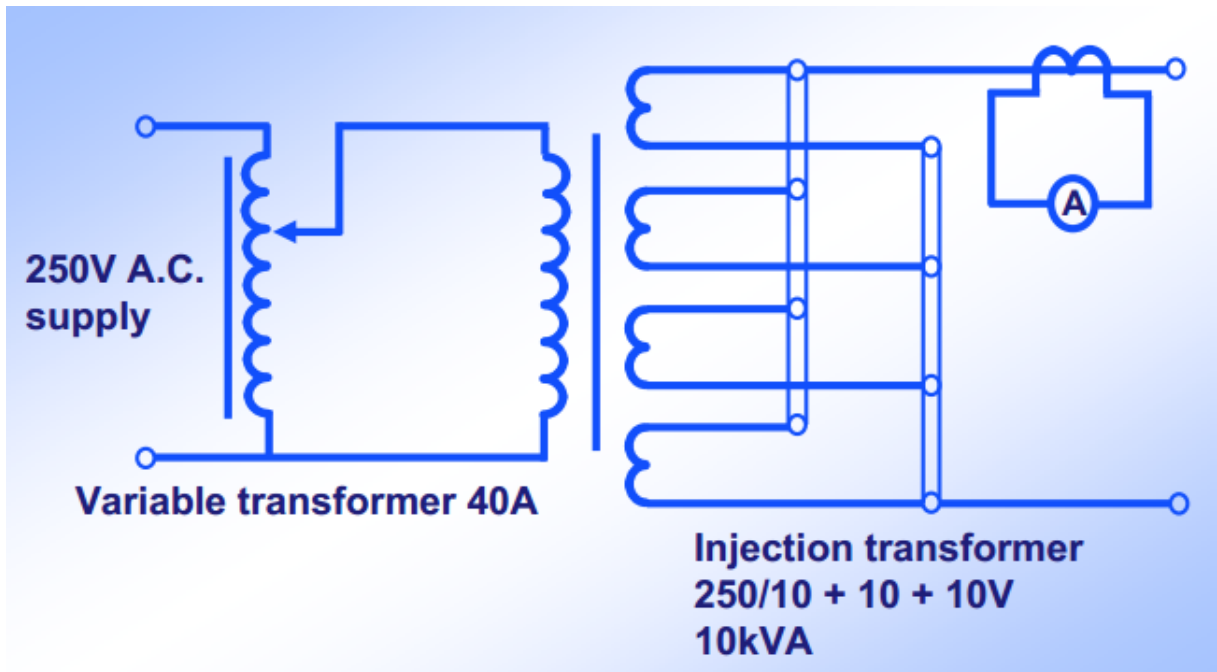 250V A.C.
supply
A
Variable transformer 40A
Injection transformer
250/10 + 10 + 10V
10kVA